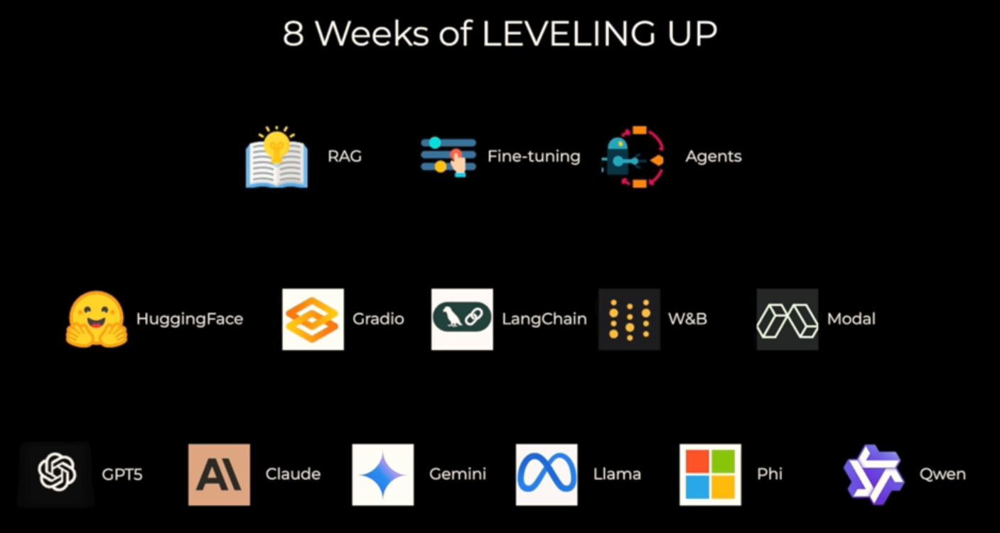 8 Weeks of LEVELING UP
RAG
Fine-tuning
Agents
HuggingFace
Gradio
LangChain
W&B
Modal
GPT5
Claude
Gemini
Llama
Phi
Qwen